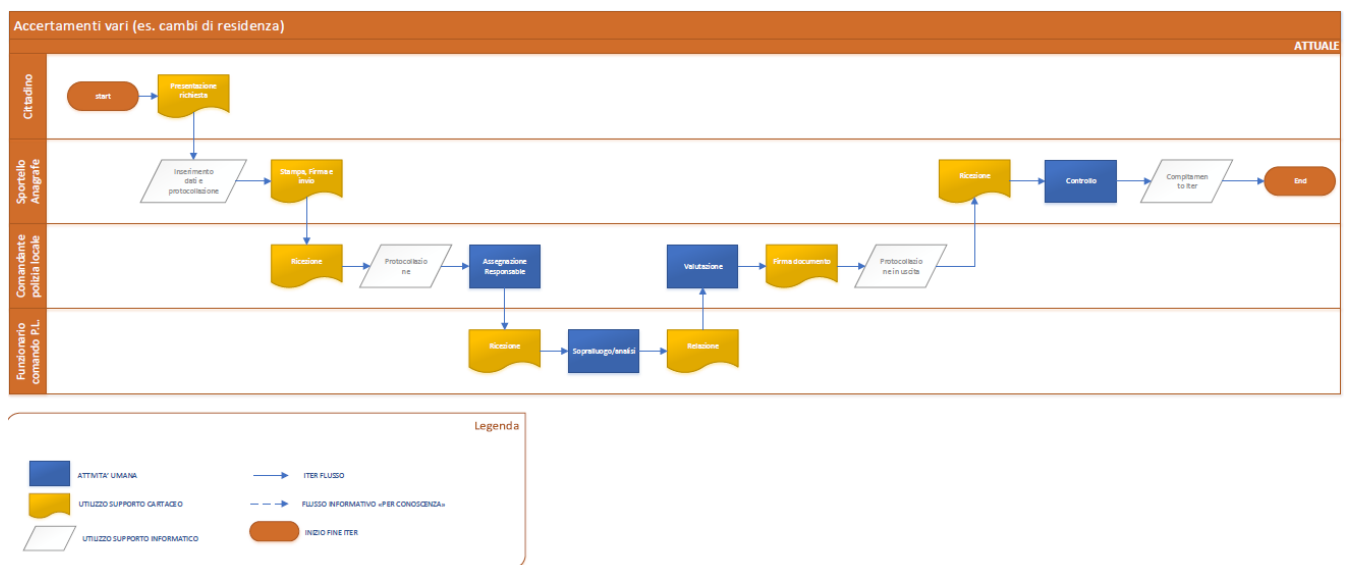 Accertamenti vari (es. cambi di residenza)
ATTUALE
Cittadino
start
Presentazione
richiesta
Sportello
Anagrafe
Inserimento
dati e
protocollazione
Stampa, Firma e
invio
Ricezione
Controllo
Compitamen
to iter
End
Comandante
polizia locale
Ricezione
Protocollazio
ne
Assegnazione
Responsabile
Valutazione
Firma documento
Protocollazio
ne in uscita
Funzionario
comando P.L.
Ricezione
Sopralluogo/analisi
Relazione
Legenda
ATTIVITA' UMANA
ITER FLUSSO
UTILIZZO SUPPORTO CARTACEO
FLUSSO INFORMATIVO «PER CONOSCENZA»
UTILIZZO SUPPORTO INFORMATICO
INIZIO FINE ITER